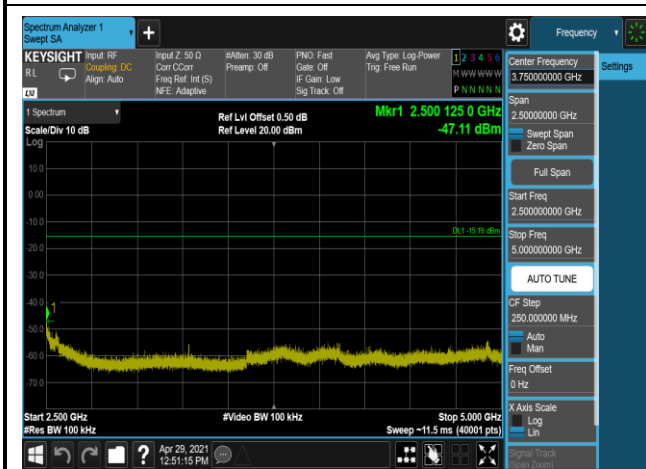 Spectrum Analyzer 1
Swept SA
+
Frequency
KEYSIGHT
RL
LXI
Input: RF
Coupling: DC
Align: Auto
Input Z: 50 Ω
Corr CCorr
Freq Ref: Int (S)
NFE: Adaptive
#Atten: 30 dB
Preamp: Off
PNO: Fast
Gate: Off
IF Gain: Low
Sig Track: Off
Avg Type: Log-Power
Trig: Free Run
1 2 3 4 5 6
M W W W W W
P N N N N N
1 Spectrum
Scale/Div 10 dB
Log
Ref Lvl Offset 0.50 dB
Ref Level 20.00 dBm
Mkr1 2.500 125 0 GHz
-47.11 dBm
10.0
0.00
-10.0
-20.0
-30.0
-40.0
-50.0
-60.0
-70.0
DL1 -15.19 dBm
1
Start 2.500 GHz
#Res BW 100 kHz
#Video BW 100 kHz
Stop 5.000 GHz
Sweep ~11.5 ms (40001 pts)
Center Frequency
3.750000000 GHz
Span
2.50000000 GHz
Swept Span
Zero Span
Full Span
Start Freq
2.500000000 GHz
Stop Freq
5.000000000 GHz
AUTO TUNE
CF Step
250.000000 MHz
Auto
Man
Freq Offset
0 Hz
X Axis Scale
Log
Lin
Signal Track
(Span Zoom)
Settings
?
Apr 29, 2021
12:51:15 PM